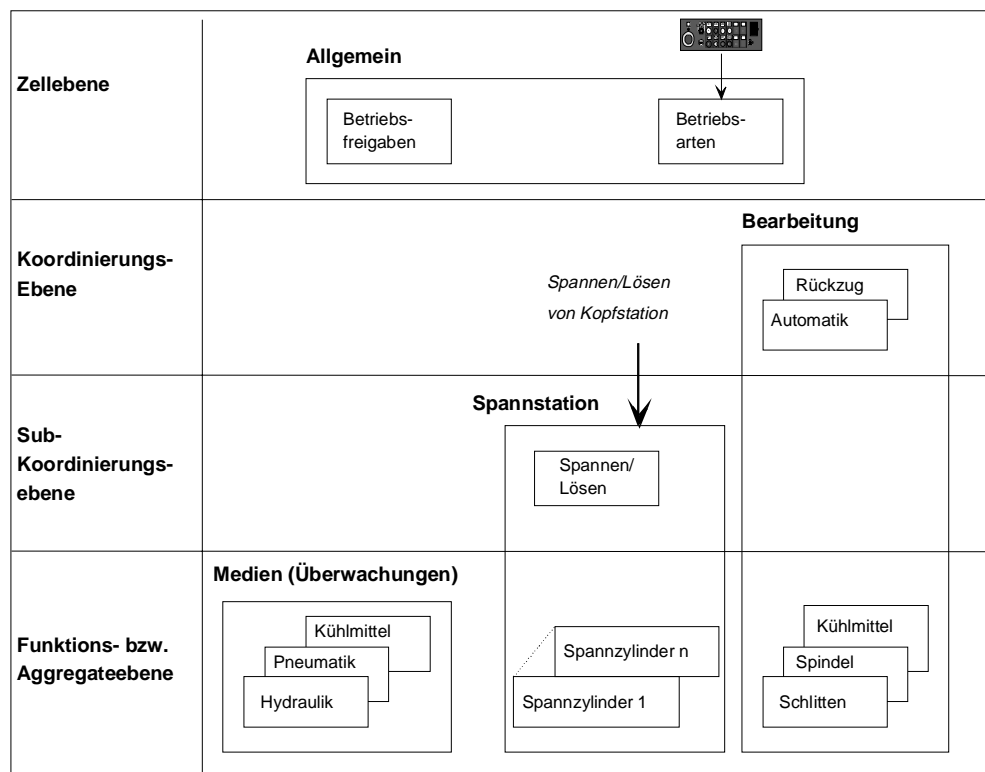 Allgemein
Zellebene
Betriebs-
freigaben
Betriebs-
arten
Bearbeitung
Koordinierungs-
Ebene
Spannen/Lösen
von Kopfstation
Rückzug
Automatik
Spannstation
Sub-
Koordinierungs-
ebene
Spannen/
Lösen
Medien (Überwachungen)
Funktions- bzw.
Aggregateebene
Kühlmittel
Pneumatik
Hydraulik
Spannzylinder n
Spannzylinder 1
Kühlmittel
Spindel
Schlitten